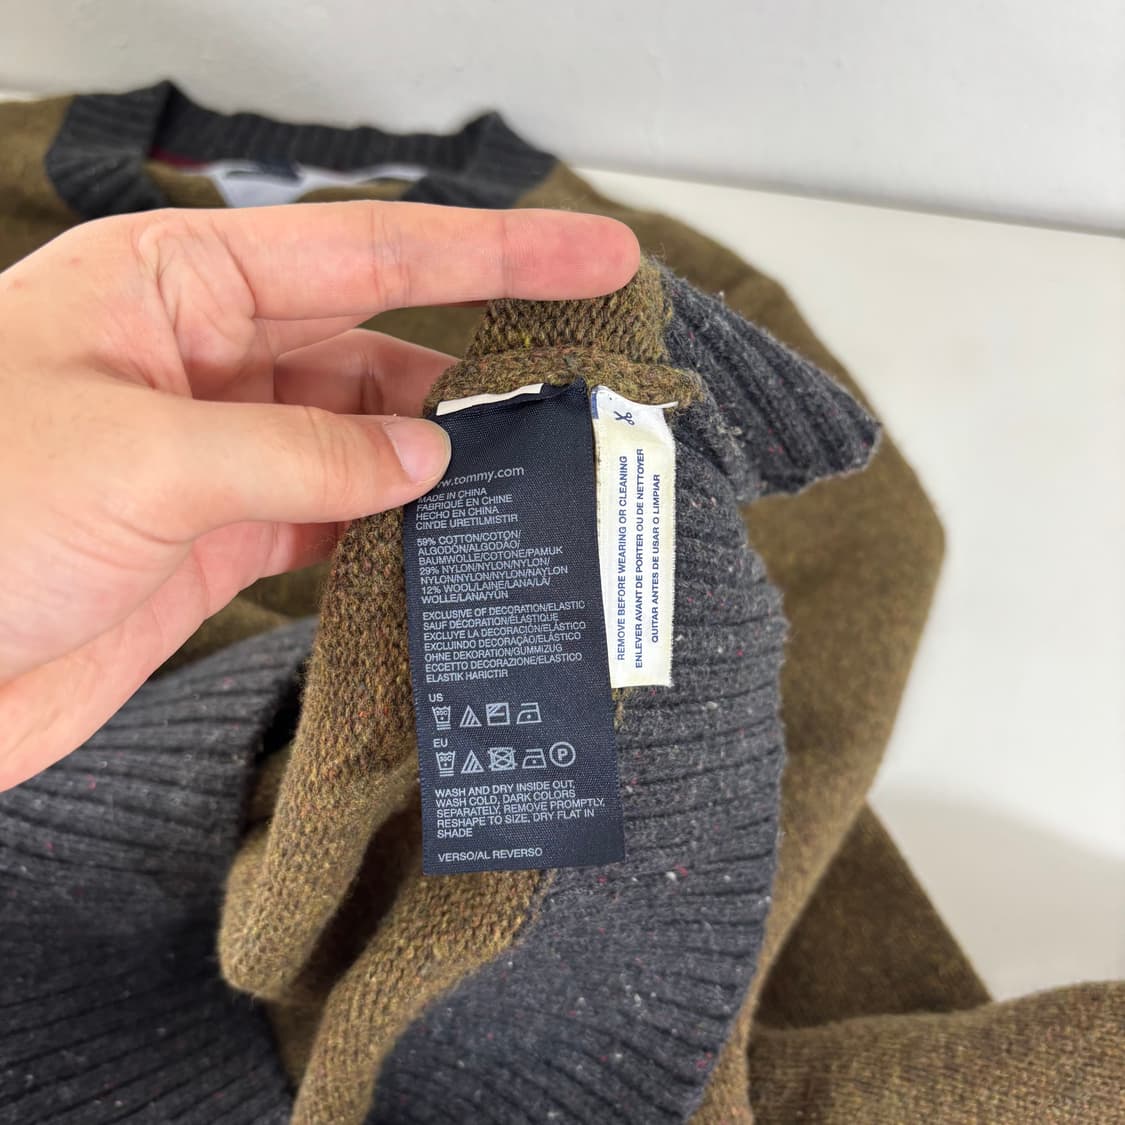 w.tommy.com
MADE IN CHINA
FABRIQUÉ EN CHINE
HECHO EN CHINA
CIN'DE URETILMISTIR
59% COTTON/COTON/
ALGODÓN/ALGODÃO/
BAUMWOLLE/COTONE/PAMUK
29% NYLON/NYLON/NYLON/
NYLON/NYLON/NYLON/NAYLON
12% WOOL/LAINE/LANA/LÃ/
WOLLE/LANA/YÜN
EXCLUSIVE OF DECORATION/ELASTIC
SAUF DÉCORATION/ÉLASTIQUE
EXCLUYE LA DECORACIÓN/ELÁSTICO
EXCLUINDO DECORAÇÃO/ELÁSTICO
OHNE DEKORATION/GUMMIZUG
ECCETTO DECORAZIONE/ELASTICO
ELASTIK HARICTIR
US
EU
P
WASH AND DRY INSIDE OUT,
WASH COLD, DARK COLORS
SEPARATELY, REMOVE PROMPTLY,
RESHAPE TO SIZE, DRY FLAT IN
SHADE
VERSO/AL REVERSO
REMOVE BEFORE WEARING OR CLEANING
ENLEVER AVANT DE PORTER OU DE NETTOYER
QUITAR ANTES DE USAR O LIMPIAR